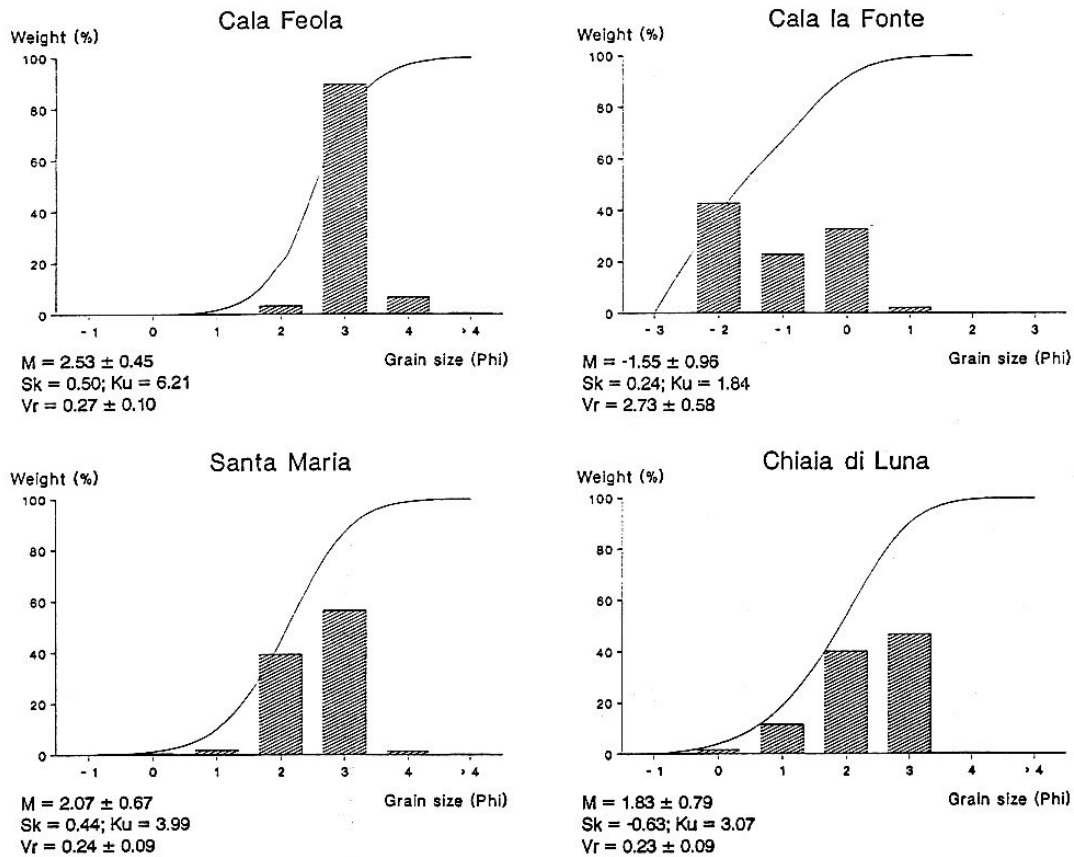 Cala Feola
Weight (%)
100
80
60
40
20
0
- 1 0 1 2 3 4 › 4
Grain size (Phi)
M = 2.53 ± 0.45
Sk = 0.50; Ku = 6.21
Vr = 0.27 ± 0.10
Cala la Fonte
Weight (%)
100
80
60
40
20
0
- 3 - 2 - 1 0 1 2 3
Grain size (Phi)
M = -1.55 ± 0.96
Sk = 0.24; Ku = 1.84
Vr = 2.73 ± 0.58
Santa Maria
Weight (%)
100
80
60
40
20
0
- 1 0 1 2 3 4 › 4
Grain size (Phi)
M = 2.07 ± 0.67
Sk = 0.44; Ku = 3.99
Vr = 0.24 ± 0.09
Chiaia di Luna
Weight (%)
100
80
60
40
20
0
- 1 0 1 2 3 4 › 4
Grain size (Phi)
M = 1.83 ± 0.79
Sk = -0.63; Ku = 3.07
Vr = 0.23 ± 0.09